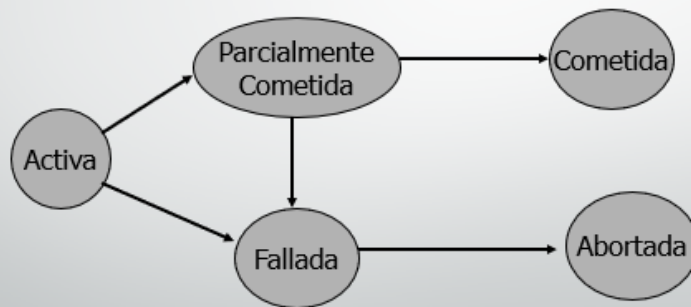 Parcialmente
Cometida
Cometida
Activa
Fallada
Abortada